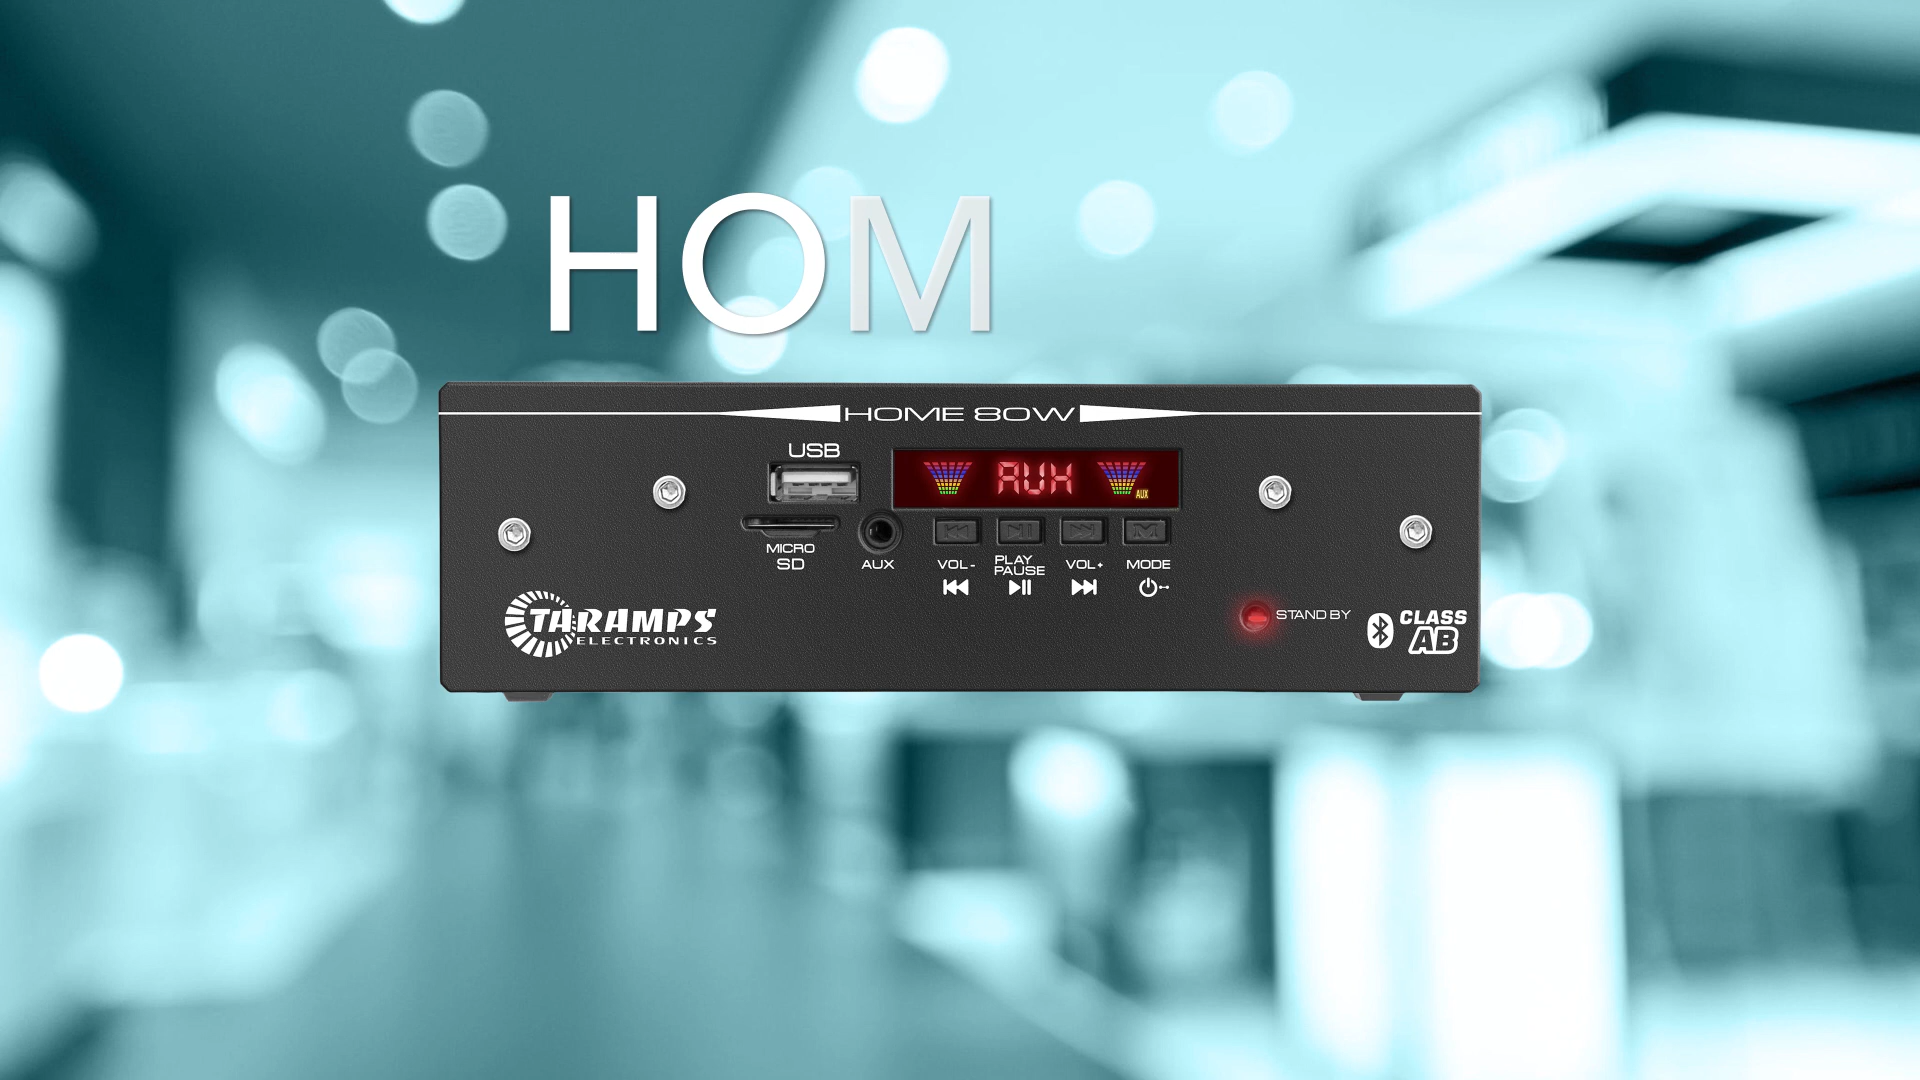 HOM
HOME 80W
USB
AUX
AUX
MICRO
SD
AUX
VOL-
PLAY
PAUSE
VOL+
MODE
M
TARAMPS
ELECTRONICS
STAND BY
CLASS
AB